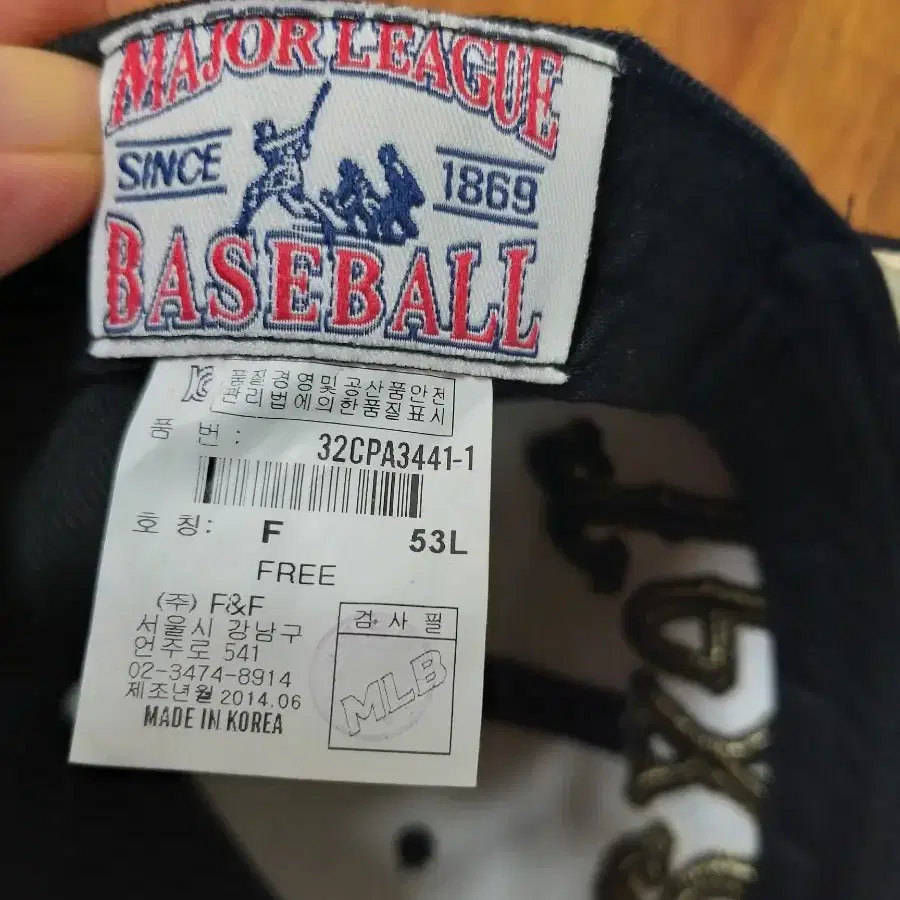 MAJOR LEAGUE
SINCE 1869
BASEBALL
품질경영및공산품안전
관리법에의한품질표시
품 번 : 32CPA3441-1
호 칭: F 53L
FREE
(주) F&F
서울시 강남구
언주로 541
02-3474-8914
제조년월 2014.06
MADE IN KOREA
검 사 필
MLB